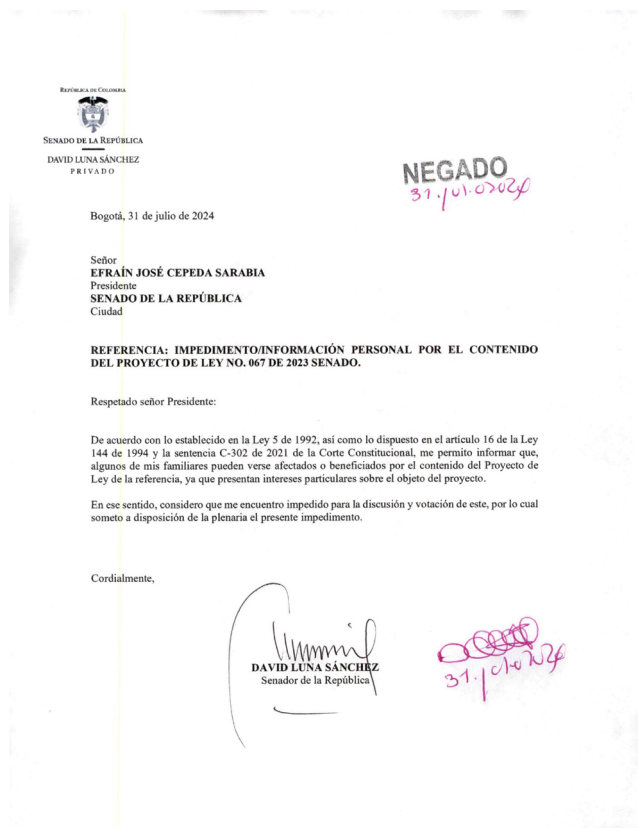 REPÚBLICA DE COLOMBIA
SENADO DE LA REPÚBLICA
DAVID LUNA SÁNCHEZ
PRIVADO
NEGADO
31.jul.02024
Bogotá, 31 de julio de 2024
Señor
EFRAÍN JOSÉ CEPEDA SARABIA
Presidente
SENADO DE LA REPÚBLICA
Ciudad
REFERENCIA: IMPEDIMENTO/INFORMACIÓN PERSONAL POR EL CONTENIDO
DEL PROYECTO DE LEY NO. 067 DE 2023 SENADO.
Respetado señor Presidente:
De acuerdo con lo establecido en la Ley 5 de 1992, así como lo dispuesto en el artículo 16 de la Ley
144 de 1994 y la sentencia C-302 de 2021 de la Corte Constitucional, me permito informar que,
algunos de mis familiares pueden verse afectados o beneficiados por el contenido del Proyecto de
Ley de la referencia, ya que presentan intereses particulares sobre el objeto del proyecto.
En ese sentido, considero que me encuentro impedido para la discusión y votación de este, por lo cual
someto a disposición de la plenaria el presente impedimento.
Cordialmente,
DAVID LUNA SÁNCHEZ
Senador de la República
31.jul.o2024